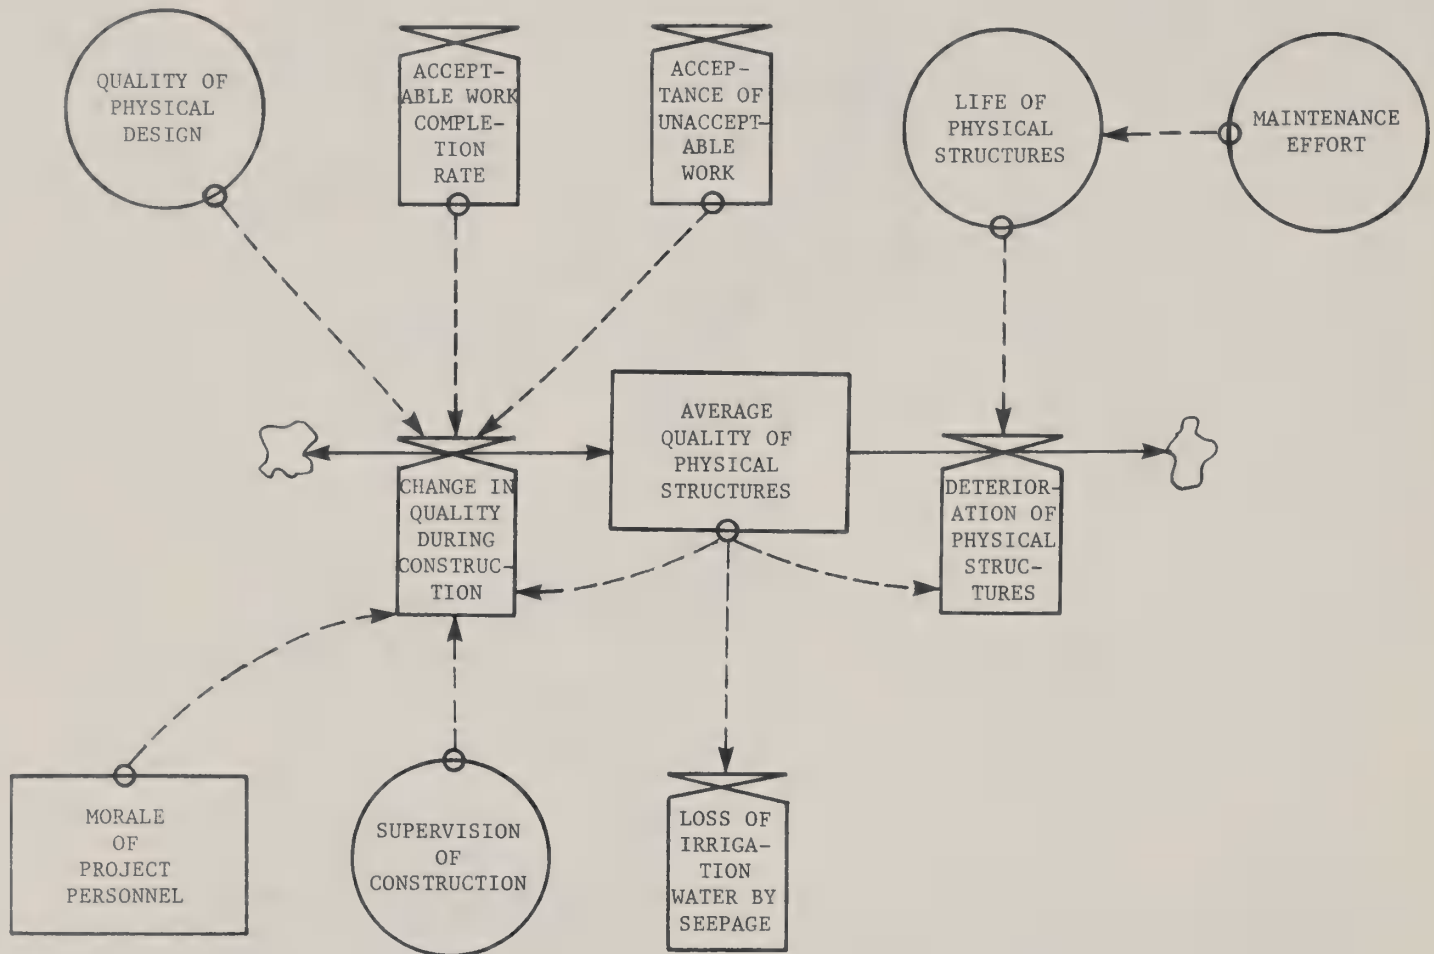 QUALITY OF
PHYSICAL
DESIGN
ACCEPT-
ABLE WORK
COMPLE-
TION
RATE
ACCEP-
TANCE OF
UNACCEPT-
ABLE
WORK
LIFE OF
PHYSICAL
STRUCTURES
MAINTENANCE
EFFORT
CHANGE IN
QUALITY
DURING
CONSTRUC-
TION
AVERAGE
QUALITY OF
PHYSICAL
STRUCTURES
DETERIOR-
ATION OF
PHYSICAL
STRUC-
TURES
MORALE
OF
PROJECT
PERSONNEL
SUPERVISION
OF
CONSTRUCTION
LOSS OF
IRRIGA-
TION
WATER BY
SEEPAGE